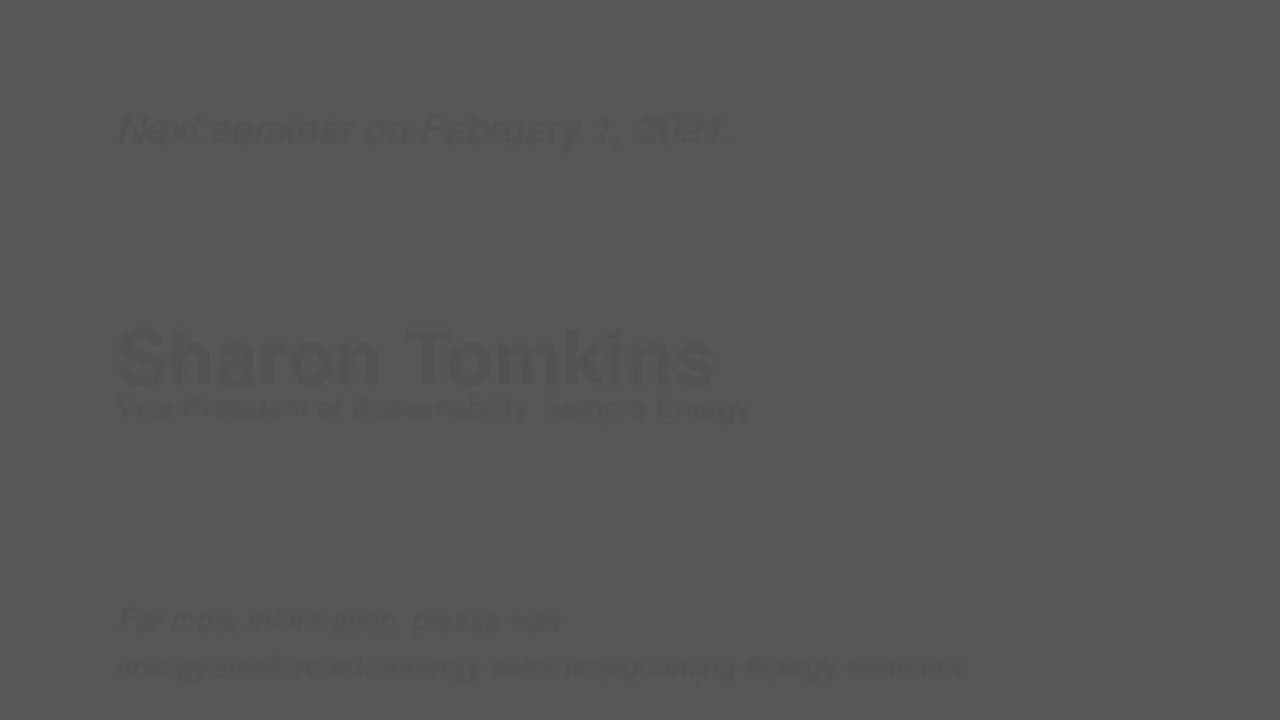 Next seminar on February 1, 2021.
Sharon Tomkins
Vice President of Sustainability, Sempra Energy
For more information, please visit
energy.stanford.edu/energy-seminar/upcoming-energy-seminars